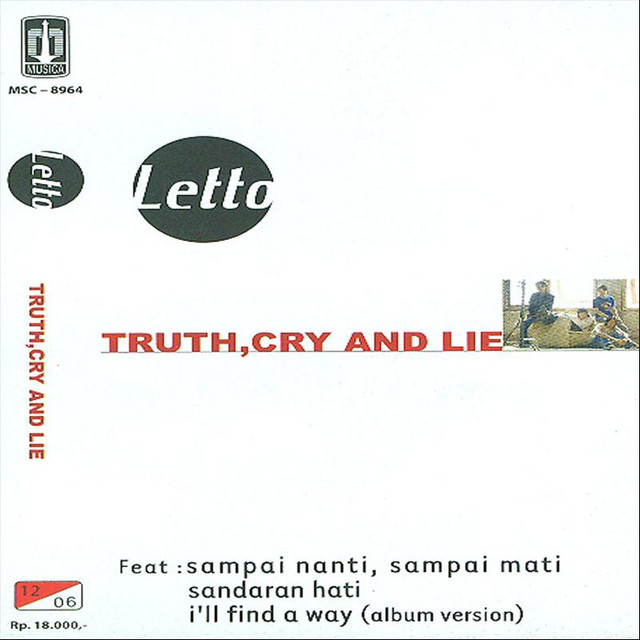 MUSICA
MSC - 8964
Letto
Letto
TRUTH,CRY AND LIE
TRUTH,CRY AND LIE
Feat : sampai nanti, sampai mati
sandaran hati
i'll find a way (album version)
12
06
Rp. 18.000,-